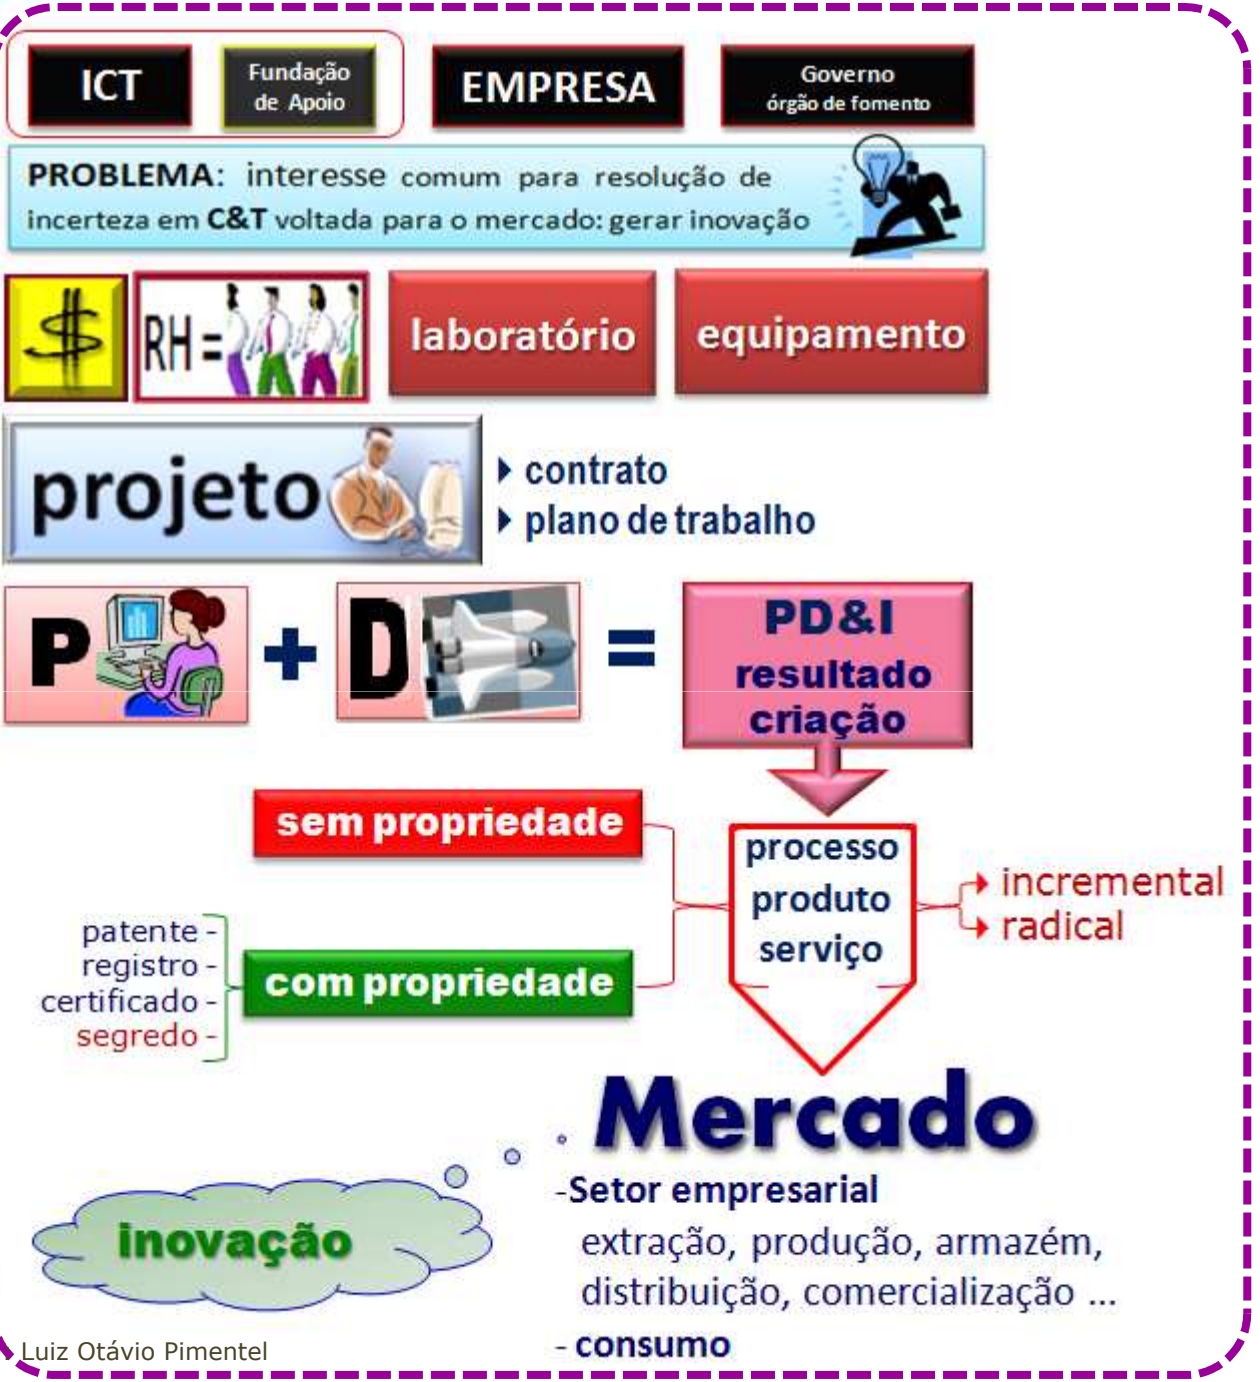 ICT
Fundação
de Apoio
EMPRESA
Governo
órgão de fomento
PROBLEMA: interesse comum para resolução de
incerteza em C&T voltada para o mercado: gerar inovação
$
RH =
laboratório
equipamento
projeto
contrato
plano de trabalho
P + D =
PD&I
resultado
criação
sem propriedade
processo
produto
serviço
incremental
radical
patente -
registro -
certificado -
segredo -
com propriedade
Mercado
-Setor empresarial
extração, produção, armazém,
distribuição, comercialização ...
- consumo
inovação
Luiz Otávio Pimentel